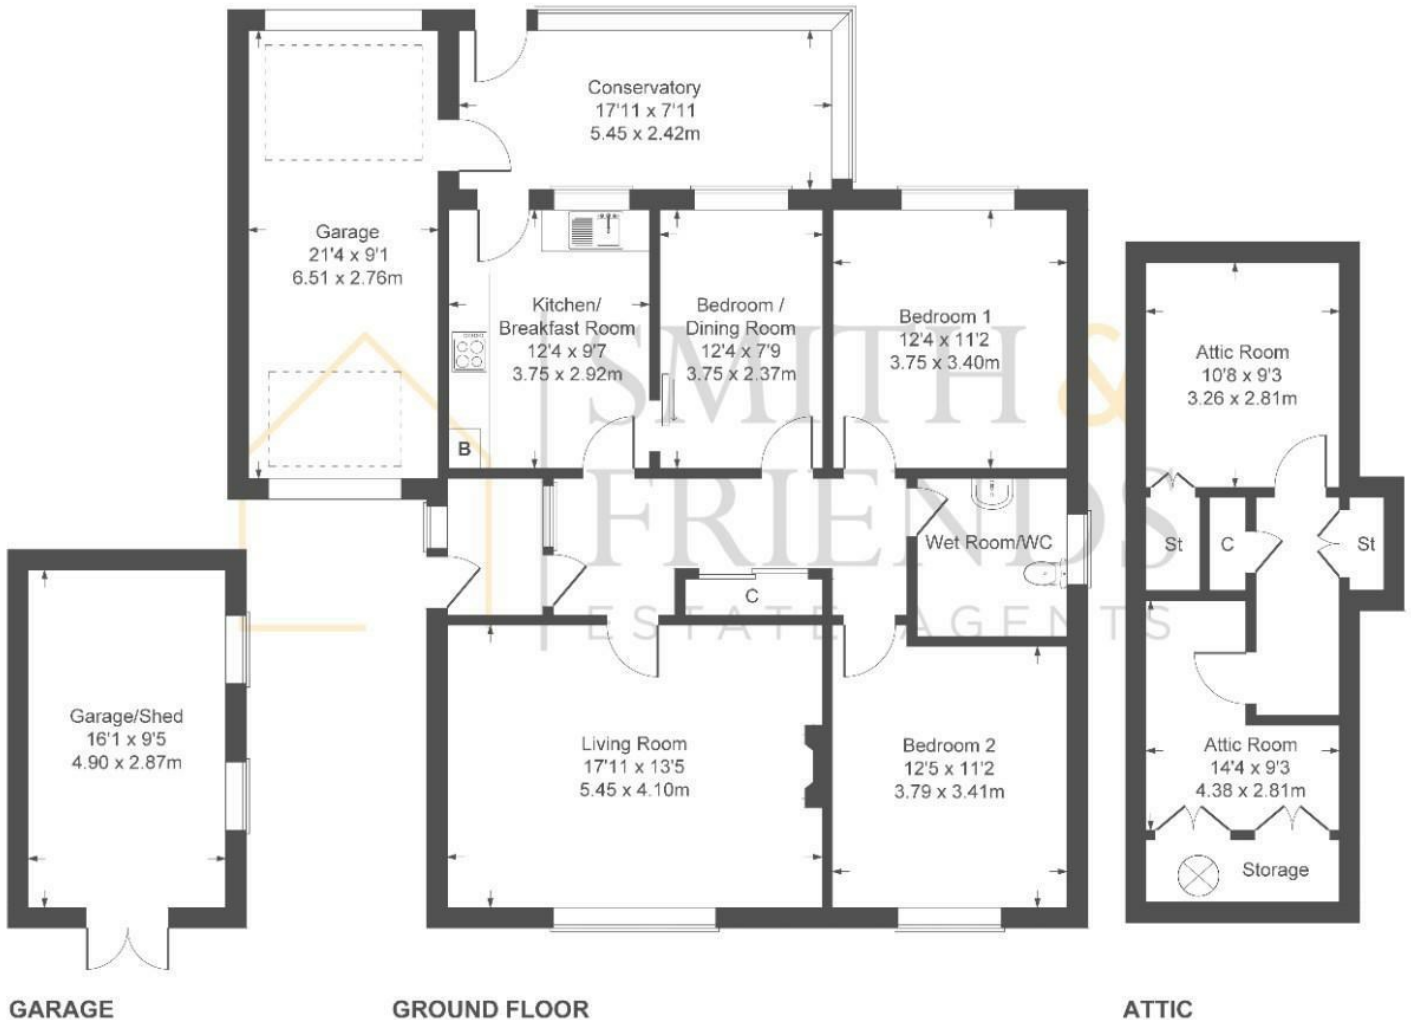 Conservatory
17'11 x 7'11
5.45 x 2.42m
Garage
21'4 x 9'1
6.51 x 2.76m
Kitchen/
Breakfast Room
12'4 x 9'7
3.75 x 2.92m
B
Bedroom /
Dining Room
12'4 x 7'9
3.75 x 2.37m
Bedroom 1
12'4 x 11'2
3.75 x 3.40m
Attic Room
10'8 x 9'3
3.26 x 2.81m
SMITH &
FRIENDS
ESTATE AGENTS
Wet Room/WC
C
St
C
St
Garage/Shed
16'1 x 9'5
4.90 x 2.87m
Living Room
17'11 x 13'5
5.45 x 4.10m
Bedroom 2
12'5 x 11'2
3.79 x 3.41m
Attic Room
14'4 x 9'3
4.38 x 2.81m
Storage
GARAGE
GROUND FLOOR
ATTIC